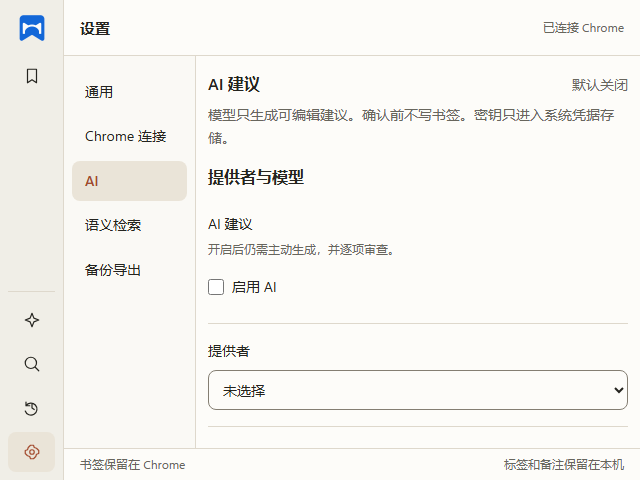 设置
已连接 Chrome
通用
Chrome 连接
AI
语义检索
备份导出
AI 建议
默认关闭
模型只生成可编辑建议。确认前不写书签。密钥只进入系统凭据存
储。
提供者与模型
AI 建议
开启后仍需主动生成，并逐项审查。
启用 AI
提供者
未选择
书签保留在 Chrome
标签和备注保留在本机